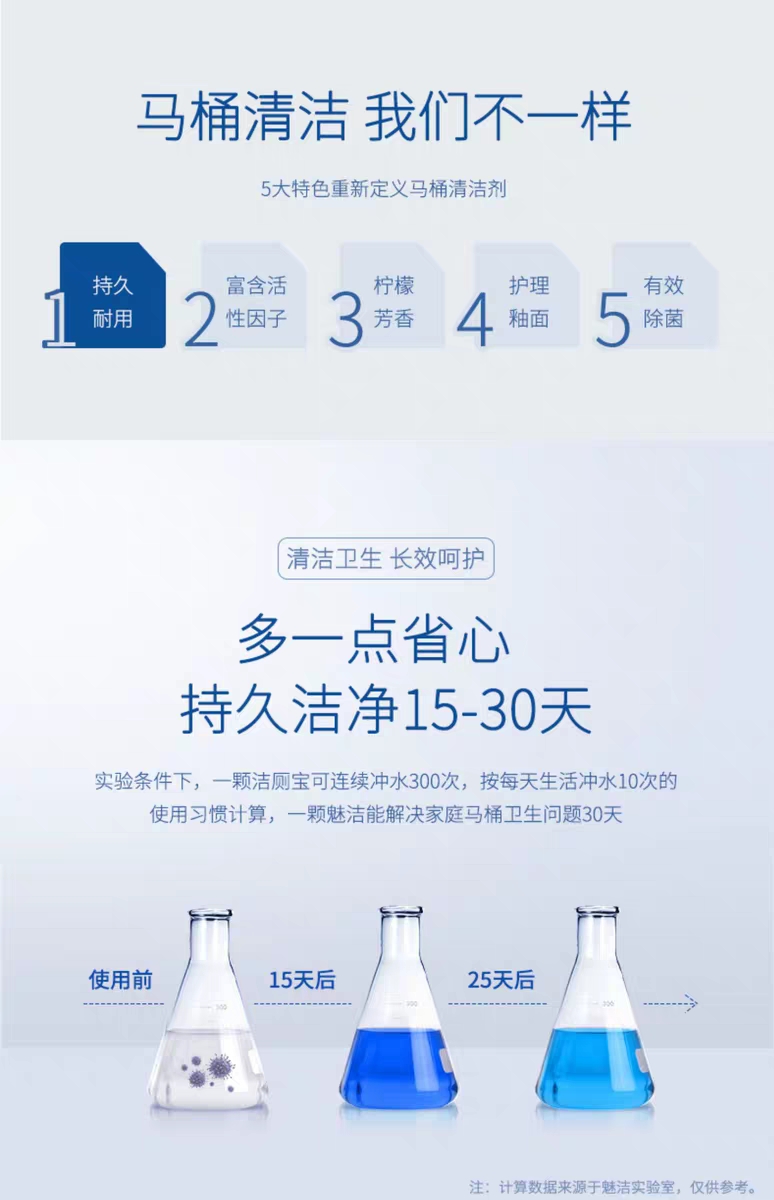 马桶清洁 我们不一样
5大特色重新定义马桶清洁剂
1
持久
耐用
2
富含活
性因子
3
柠檬
芳香
4
护理
釉面
5
有效
除菌
清洁卫生 长效呵护
多一点省心
持久洁净15-30天
实验条件下，一颗洁厕宝可连续冲水300次，按每天生活冲水10次的
使用习惯计算，一颗魅洁能解决家庭马桶卫生问题30天
使用前
15天后
25天后
300
300
300
注：计算数据来源于魅洁实验室，仅供参考。